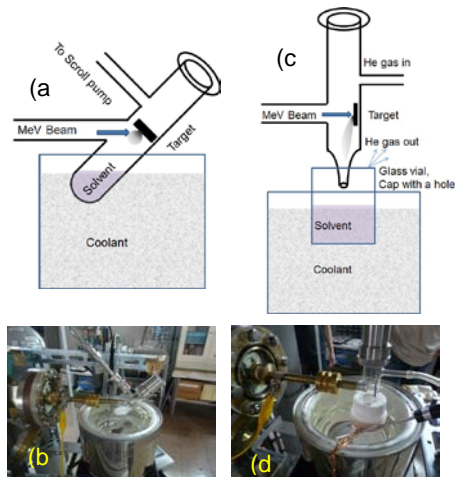 (a
To Scroll pump
MeV Beam
Target
Solvent
Coolant
(c
He gas in
MeV Beam
Target
He gas out
Glass vial,
Cap with a hole
Solvent
Coolant
(b
(d